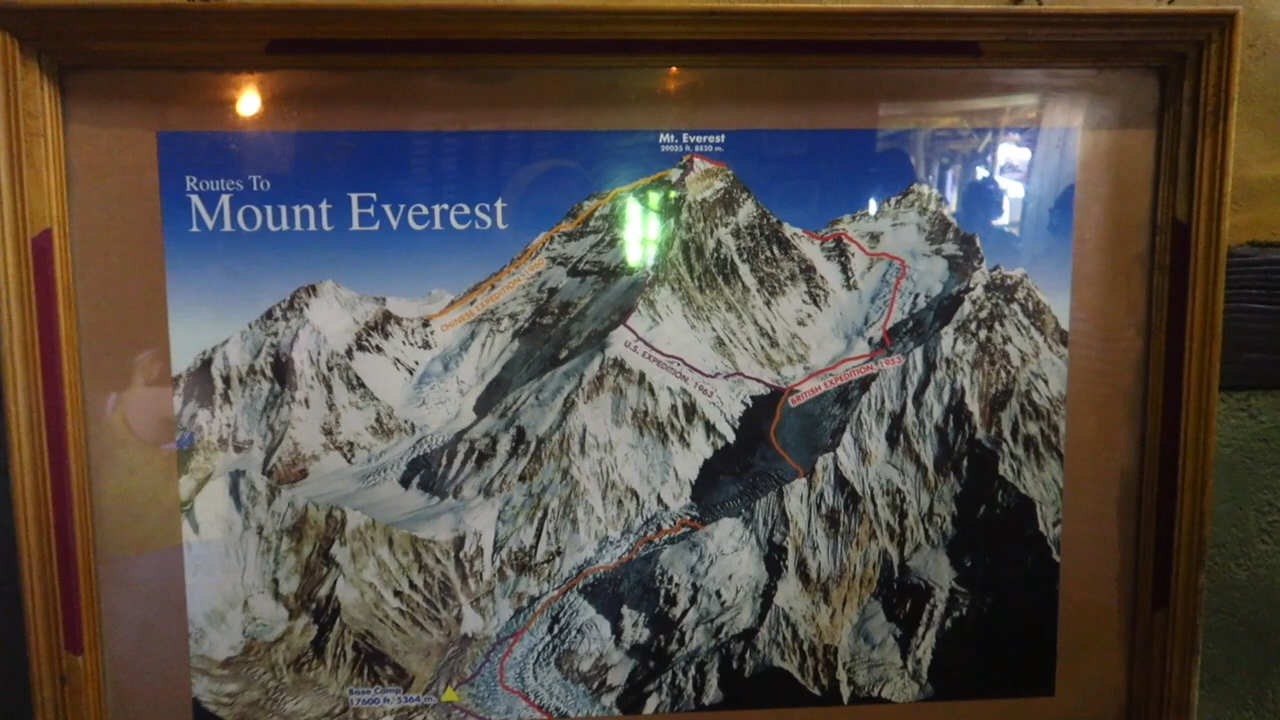 Mt. Everest
29035 ft. 8850 m.
Routes To
Mount Everest
CHINESE EXPEDITION, 1960
U.S. EXPEDITION, 1963
BRITISH EXPEDITION, 1953
Base Camp
17600 ft. 5364 m.